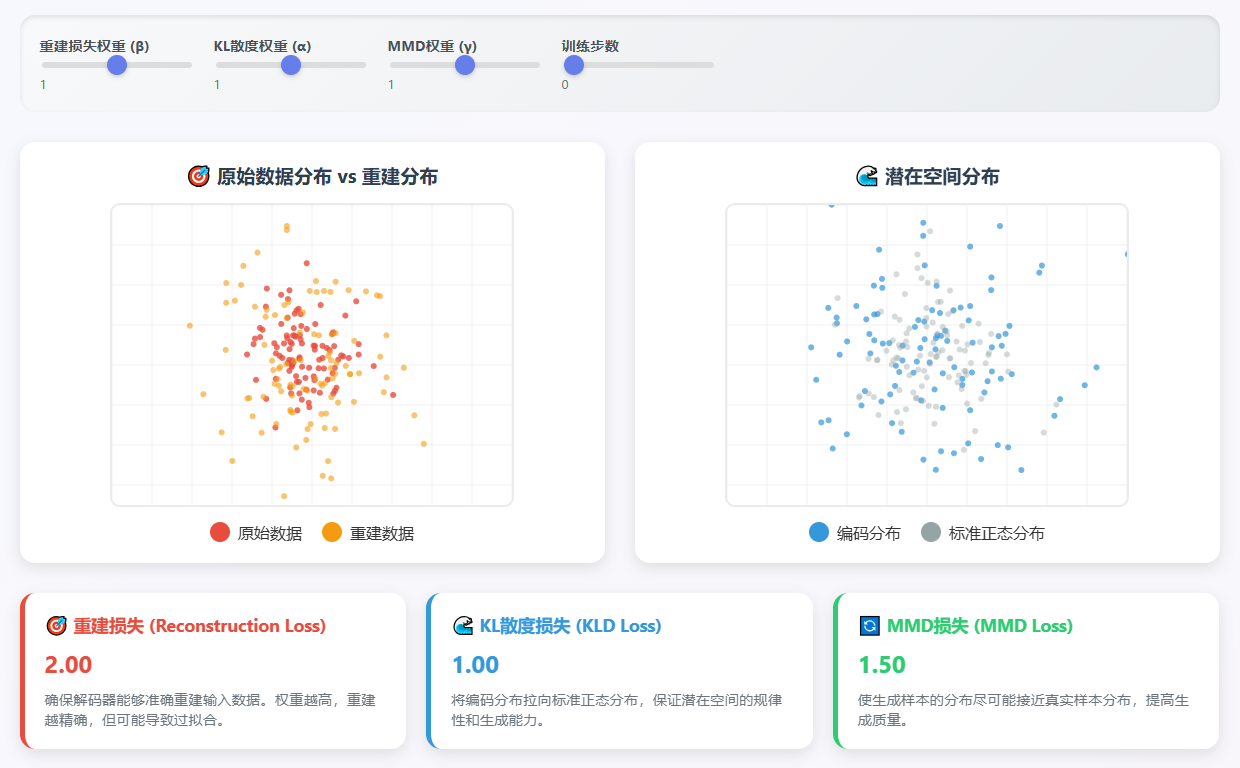 重建损失权重 (β)
KL散度权重 (α)
MMD权重 (γ)
训练步数
1
1
1
0
原始数据分布 vs 重建分布
潜在空间分布
原始数据
重建数据
编码分布
标准正态分布
重建损失 (Reconstruction Loss)
2.00
确保解码器能够准确重建输入数据。权重越高，重建
越精确，但可能导致过拟合。
KL散度损失 (KLD Loss)
1.00
将编码分布拉向标准正态分布，保证潜在空间的规律
性和生成能力。
MMD损失 (MMD Loss)
1.50
使生成样本的分布尽可能接近真实样本分布，提高生
成质量。